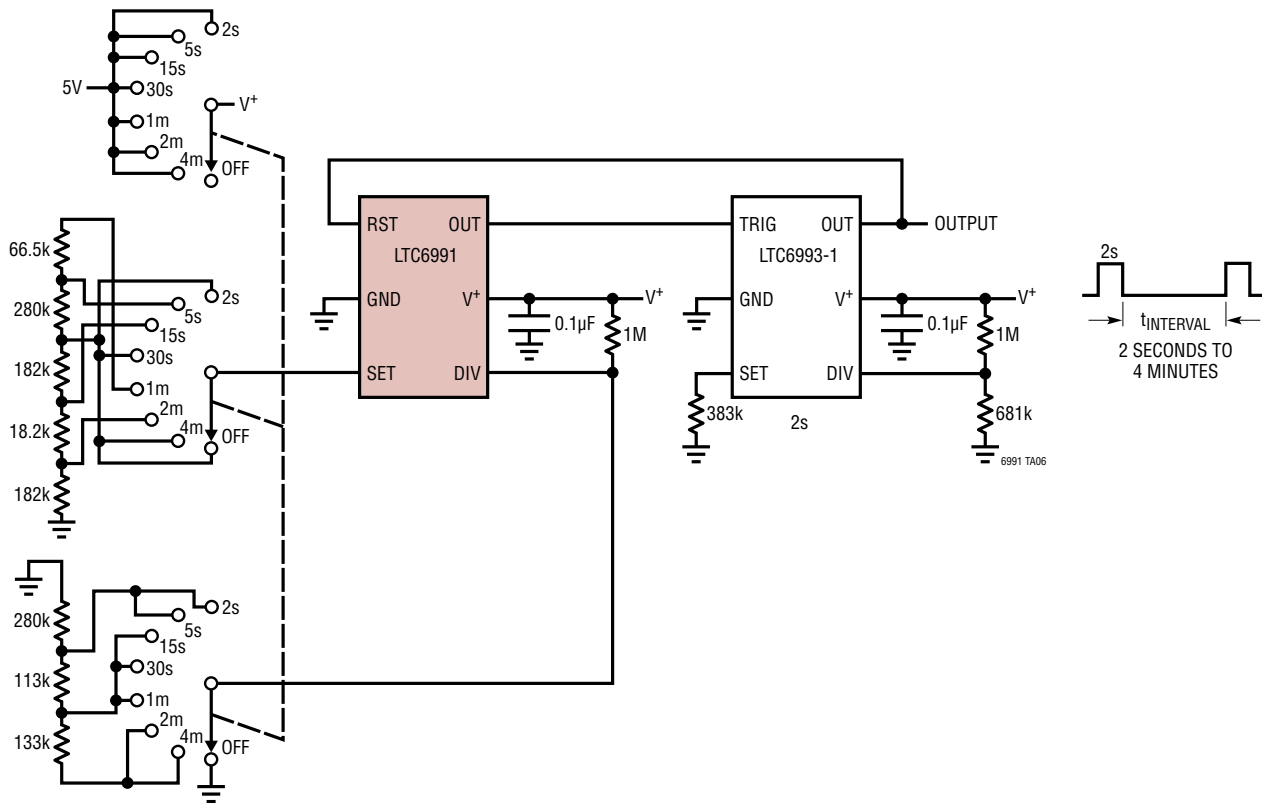 2s
5s
15s
5V
30s
V+
1m
2m
4m
OFF
66.5k
280k
182k
18.2k
182k
2s
5s
15s
30s
1m
2m
4m
OFF
280k
113k
133k
2s
5s
15s
30s
1m
2m
4m
OFF
RST
OUT
LTC6991
GND
V+
SET
DIV
0.1µF
V+
1M
TRIG
OUT
LTC6993-1
GND
V+
SET
DIV
OUTPUT
0.1µF
V+
1M
383k
2s
681k
6991 TA06
2s
tINTERVAL
2 SECONDS TO
4 MINUTES